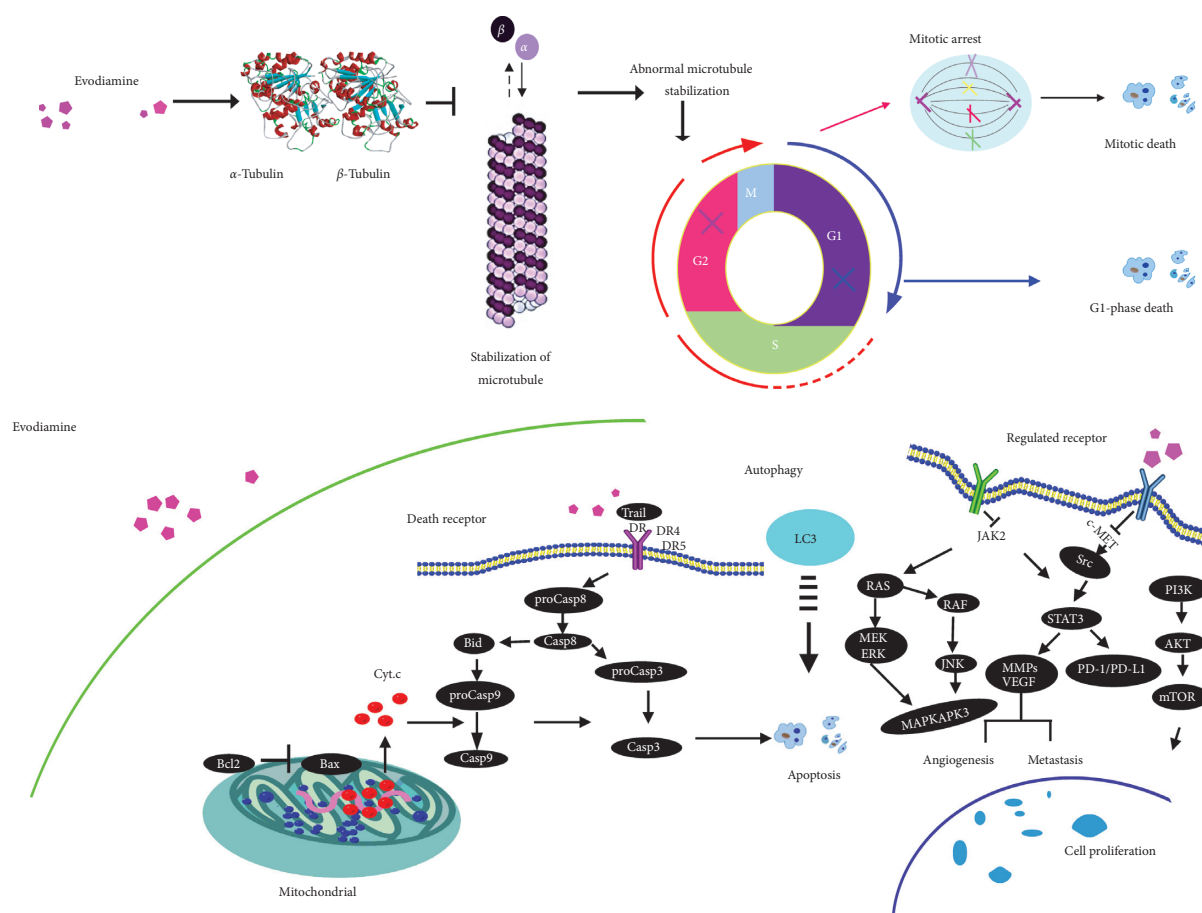 Evodiamine
α-Tubulin
β-Tubulin
β
α
Stabilization of
microtubule
Abnormal microtubule
stabilization
M
G1
G2
S
Mitotic arrest
Mitotic death
G1-phase death
Evodiamine
Death receptor
Trail
DR
DR4
DR5
proCasp8
Casp8
Bid
proCasp9
Casp9
proCasp3
Casp3
Cyt.c
Bcl2
Bax
Mitochondrial
Autophagy
LC3
Apoptosis
Regulated receptor
JAK2
c-MET
Src
RAS
RAF
MEK
ERK
JNK
MAPKAPK3
STAT3
MMPs
VEGF
PD-1/PD-L1
PI3K
AKT
mTOR
Angiogenesis
Metastasis
Cell proliferation